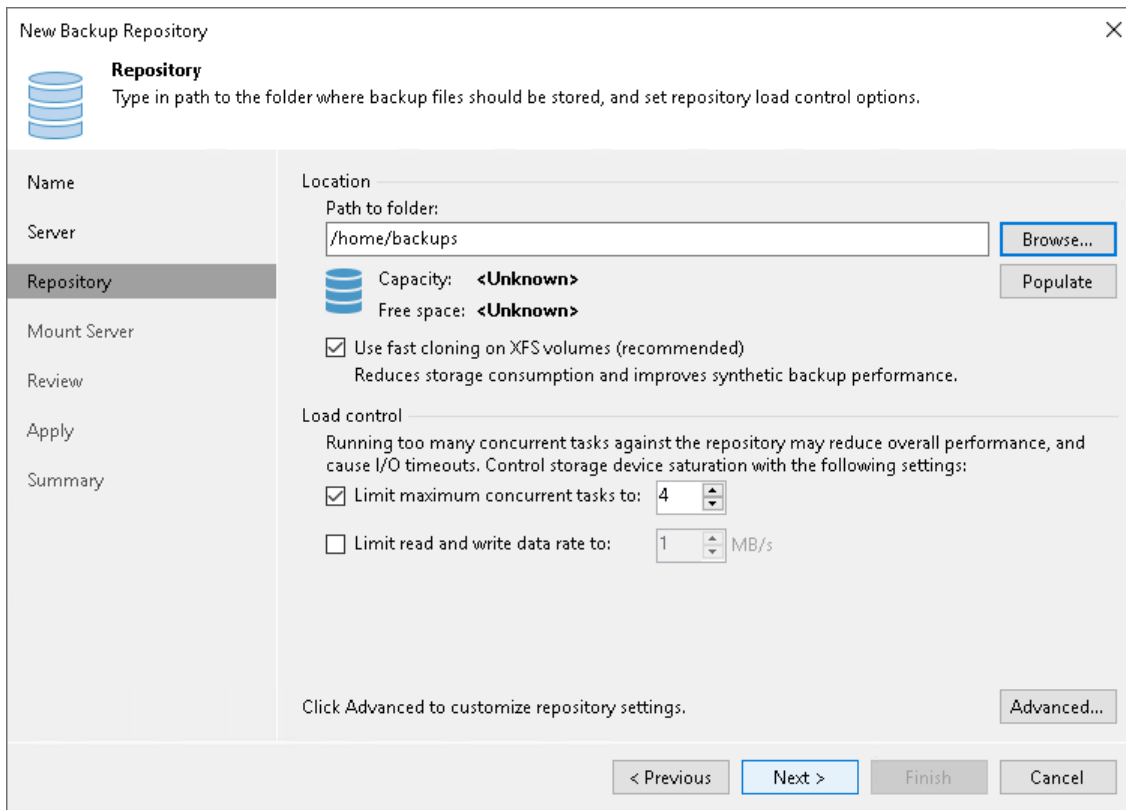 New Backup Repository
Repository
Type in path to the folder where backup files should be stored, and set repository load control options.
Name
Server
Repository
Mount Server
Review
Apply
Summary
Location
Path to folder:
/home/backups
Browse...
Capacity: <Unknown>
Populate
Free space: <Unknown>
Use fast cloning on XFS volumes (recommended)
Reduces storage consumption and improves synthetic backup performance.
Load control
Running too many concurrent tasks against the repository may reduce overall performance, and
cause I/O timeouts. Control storage device saturation with the following settings:
Limit maximum concurrent tasks to: 4
Limit read and write data rate to: 1 MB/s
Click Advanced to customize repository settings.
Advanced...
< Previous
Next >
Finish
Cancel